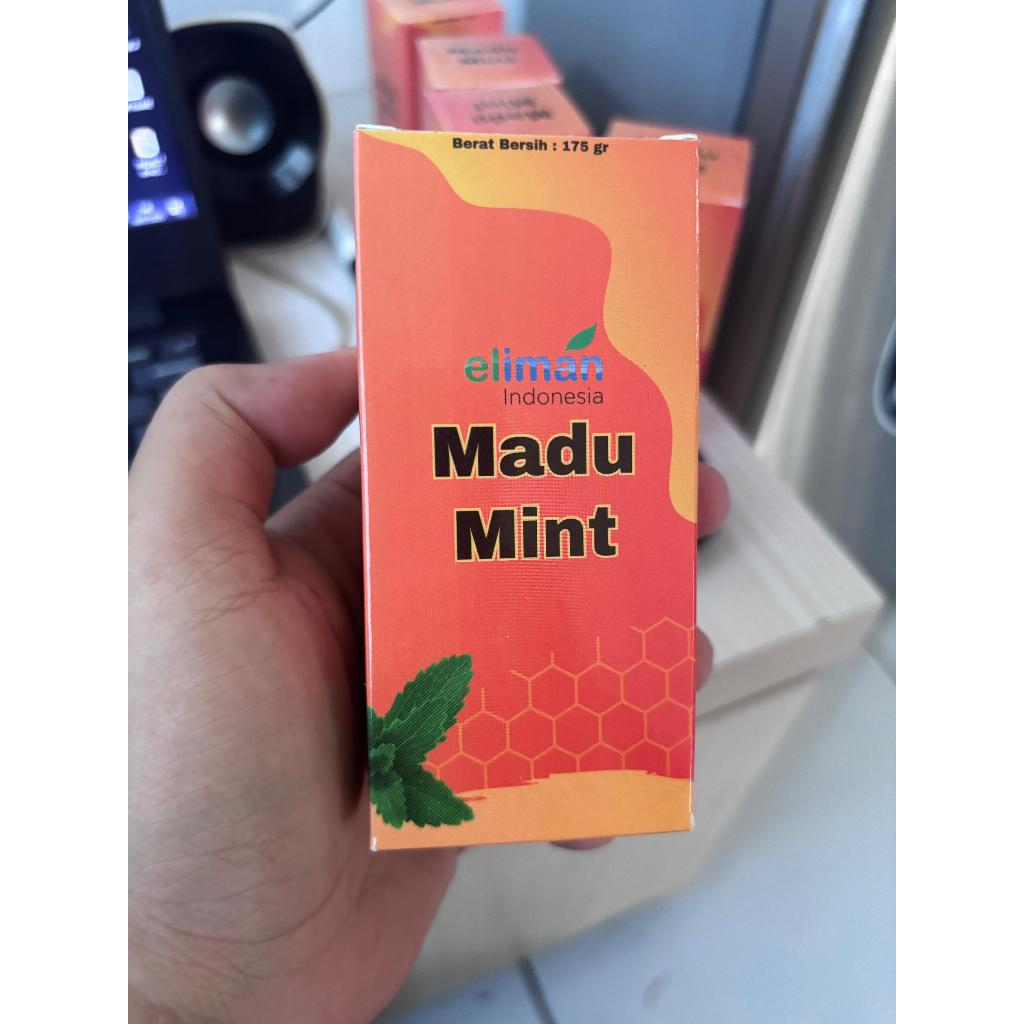 Berat Bersih : 175 gr
eliman
Indonesia
Madu
Mint